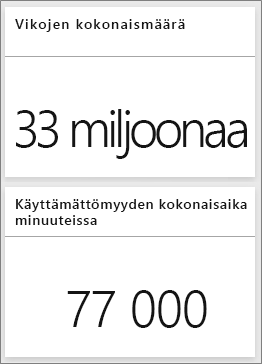 Vikojen kokonaismäärä
33 miljoonaa
Käyttämättömyyden kokonaisaika
minuuteissa
77 000